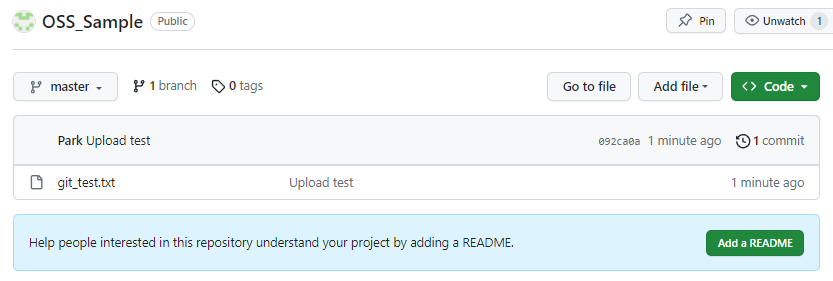 OSS_Sample Public Pin Unwatch 1
master 1 branch 0 tags Go to file Add file Code
Park Upload test 092ca0a 1 minute ago 1 commit
git_test.txt Upload test 1 minute ago
Help people interested in this repository understand your project by adding a README. Add a README